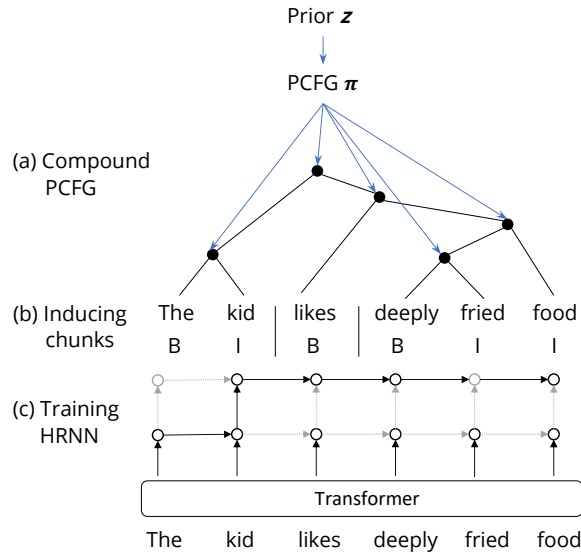 Prior z
PCFG π
(a) Compound
PCFG
(b) Inducing
chunks
The kid likes deeply fried food
B I B B I I
(c) Training
HRNN
Transformer
The kid likes deeply fried food